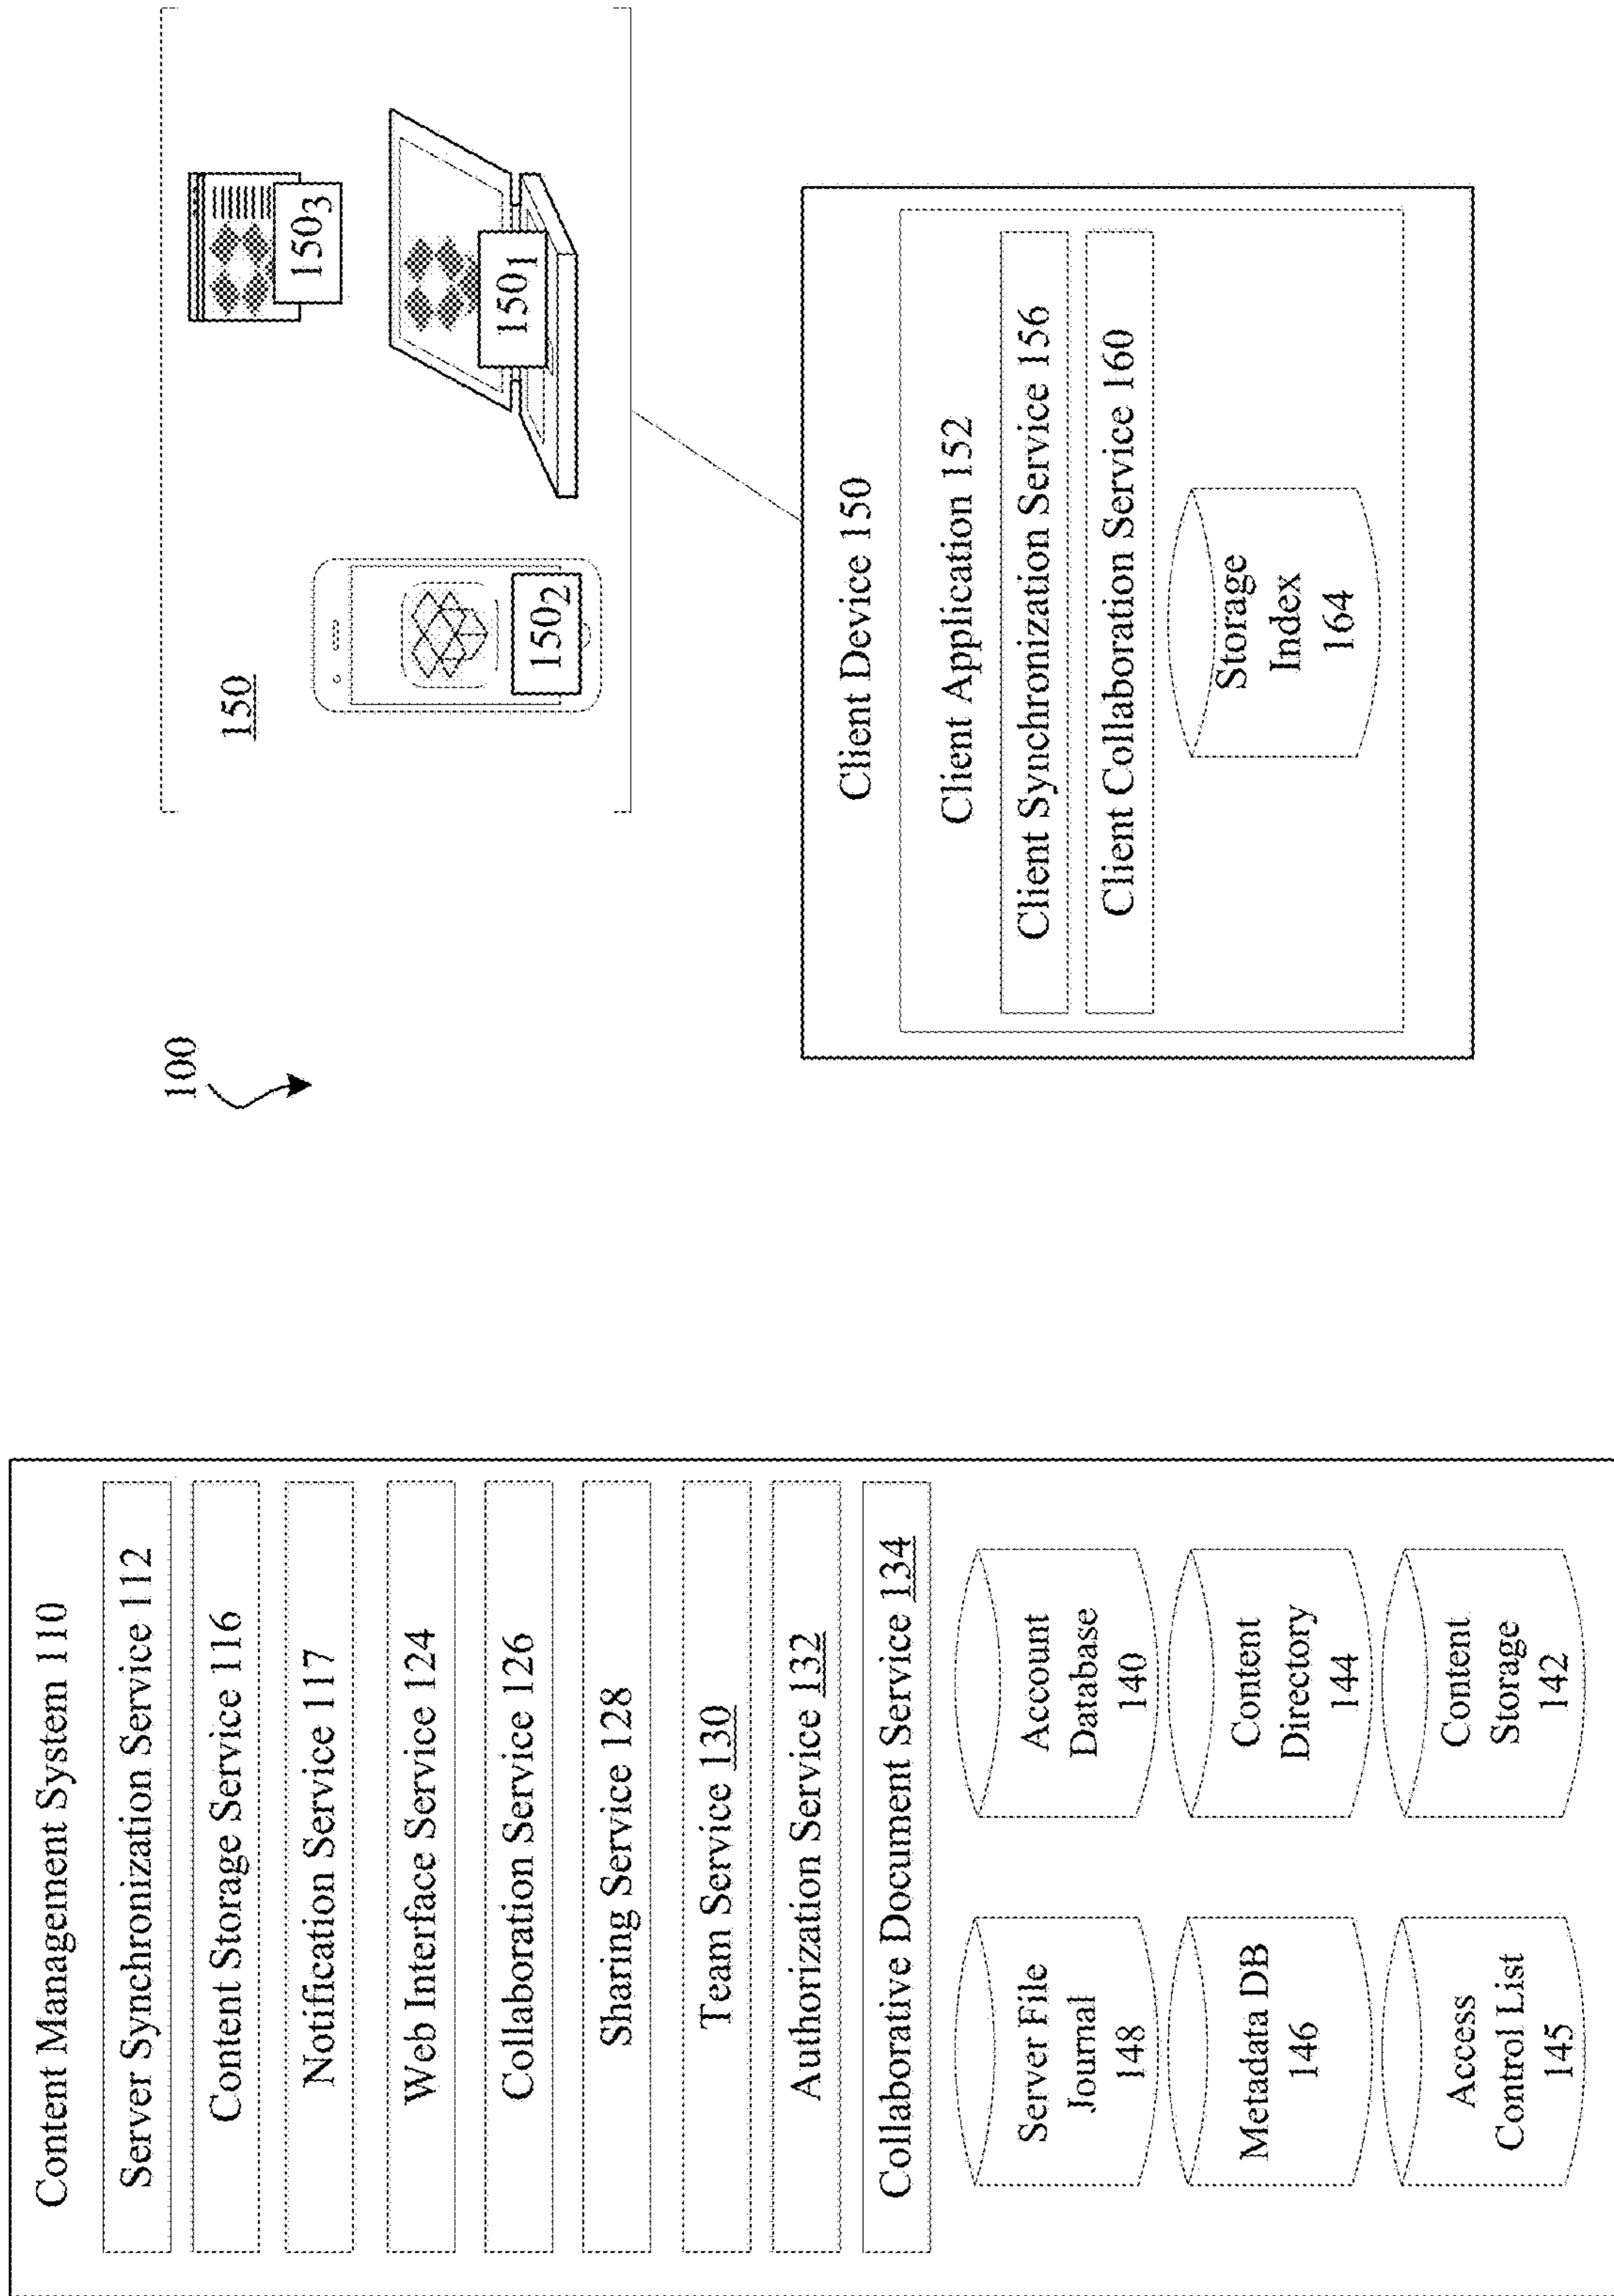 Content Management System 110
Server Synchronization Service 112
Content Storage Service 116
Notification Service 117
Web Interface Service 124
Collaboration Service 126
Sharing Service 128
Team Service 130
Authorization Service 132
Collaborative Document Service 134
Server File
Journal
148
Account
Database
140
Metadata DB
146
Content
Directory
144
Access
Control List
145
Content
Storage
142
100
150
150₂
150₃
150₁
Client Device 150
Client Application 152
Client Synchronization Service 156
Client Collaboration Service 160
Storage
Index
164